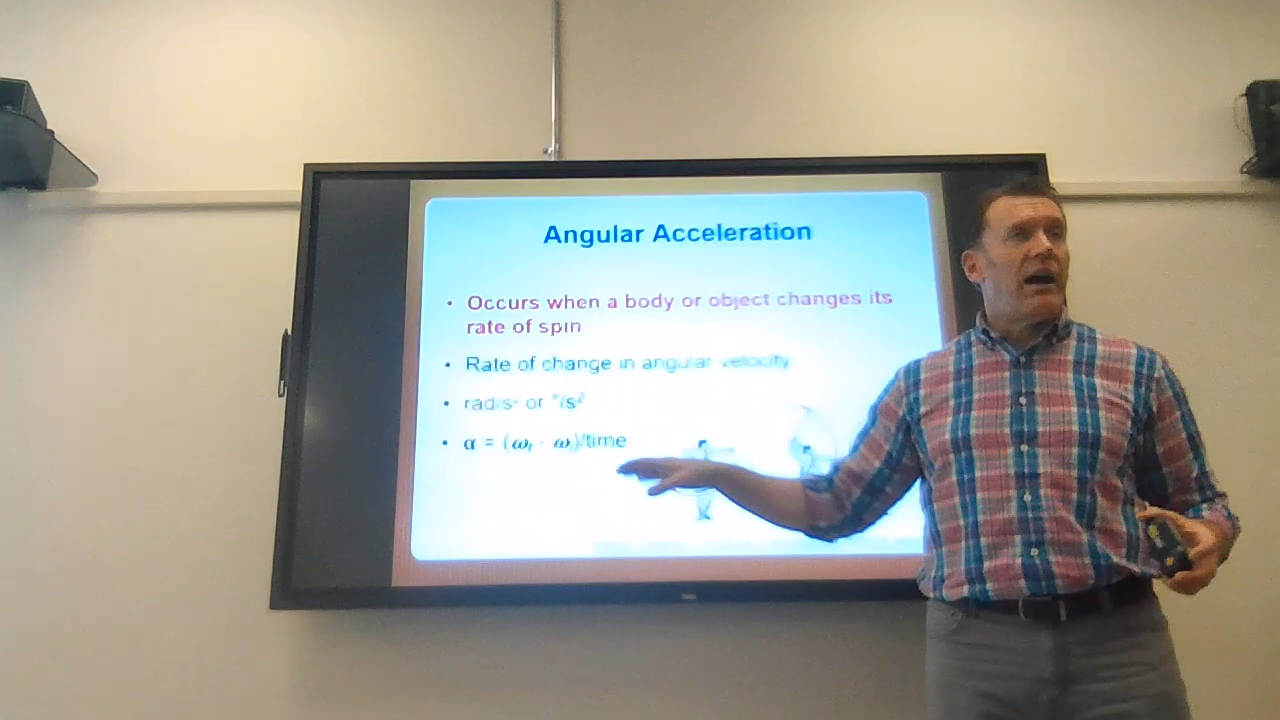 Angular Acceleration
• Occurs when a body or object changes its
rate of spin
• Rate of change in angular velocity
• rad/s² or °/s²
• α = (ωf - ωi)/time